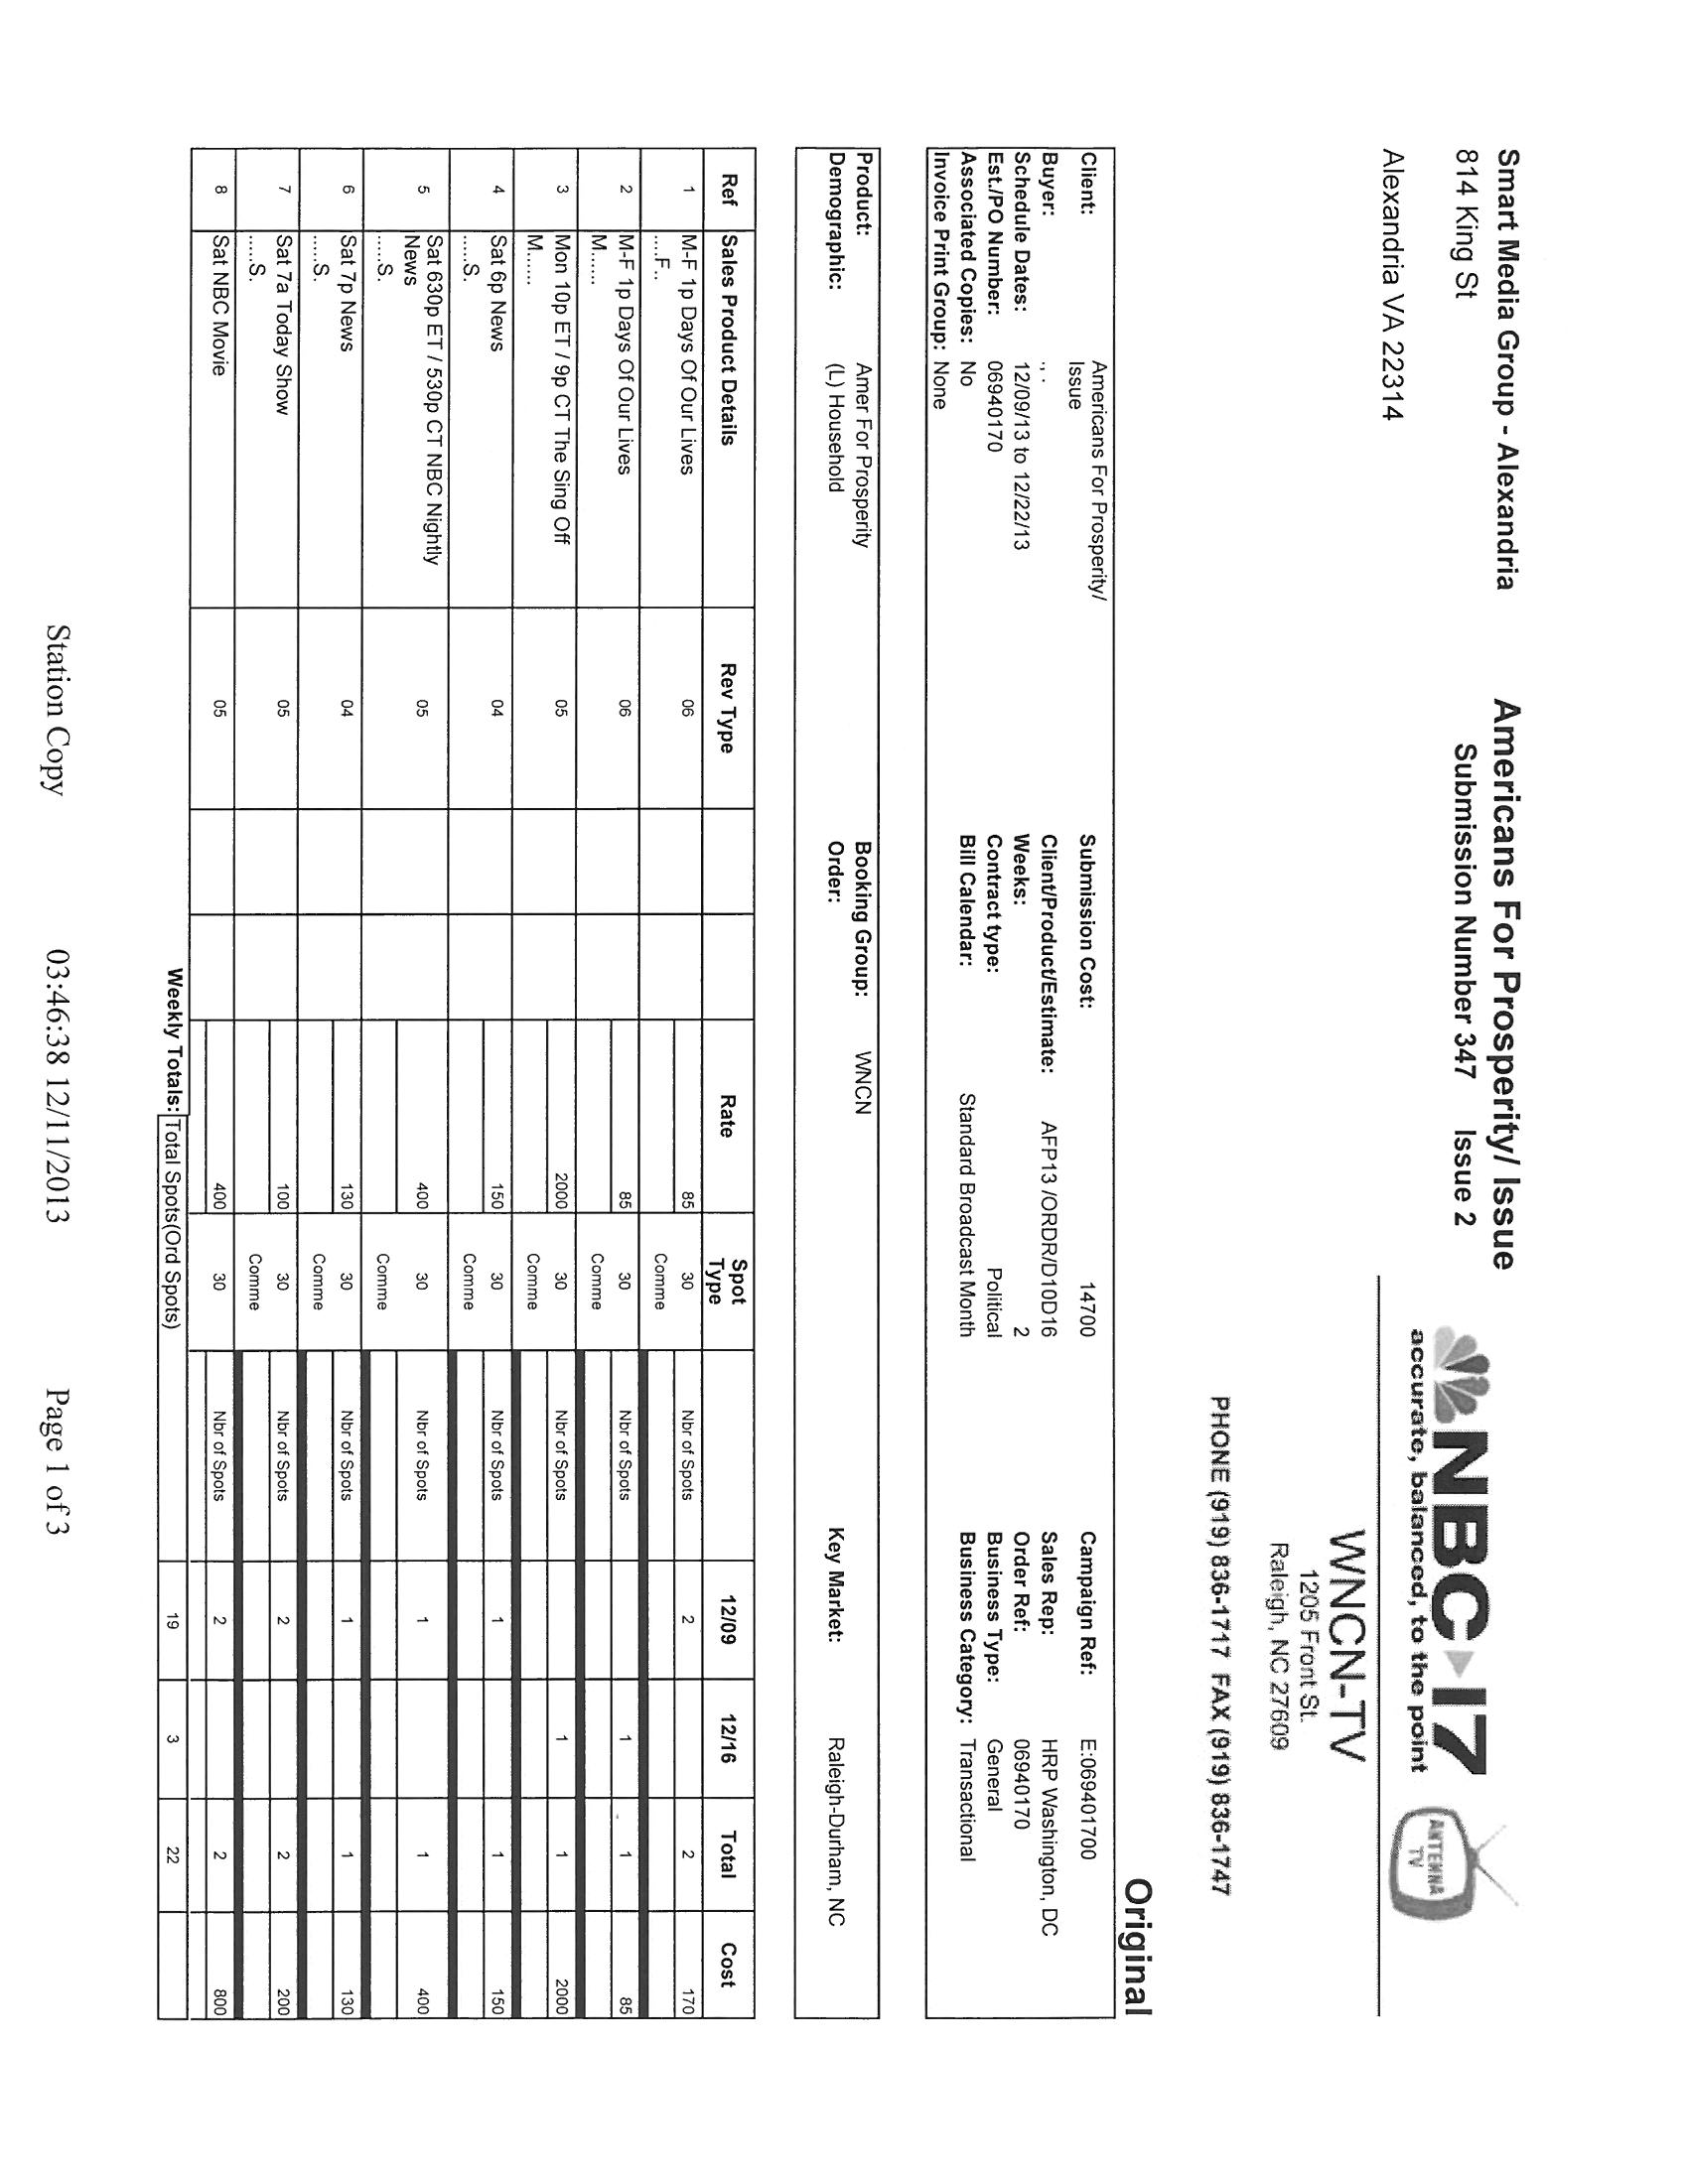 Smart Media Group - Alexandria
814 King St
Alexandria VA 22314
Americans For Prosperity/ Issue
Submission Number 347 Issue 2
NBC 17
accurate, balanced, to the point
ANTENNA TV
WNCN-TV
1205 Front St.
Raleigh, NC 27609
PHONE (919) 836-1717 FAX (919) 836-1747
Original
Client: Americans For Prosperity/ Issue Submission Cost: 14700 Campaign Ref: E:06940170O
Buyer: ., . Client/Product/Estimate: AFP13 /ORDR/D10D16 Sales Rep: HRP Washington, DC
Schedule Dates: 12/09/13 to 12/22/13 Weeks: 2 Order Ref: 06940170
Est./PO Number: 06940170 Contract type: Political Business Type: General
Associated Copies: No Bill Calendar: Standard Broadcast Month Business Category: Transactional
Invoice Print Group: None
Product: Amer For Prosperity Booking Group: WNCN
Demographic: (L) Household Order: Key Market: Raleigh-Durham, NC
Ref Sales Product Details Rev Type Rate Spot Type 12/09 12/16 Total Cost
1 M-F 1p Days Of Our Lives 06 85 30 Nbr of Spots 2 2 170
.....F.. Comme
2 M-F 1p Days Of Our Lives 06 85 30 Nbr of Spots 1 1 85
M...... Comme
3 Mon 10p ET / 9p CT The Sing Off 05 2000 30 Nbr of Spots 1 1 2000
M...... Comme
4 Sat 6p News 04 150 30 Nbr of Spots 1 1 150
.....S. Comme
5 Sat 630p ET / 530p CT NBC Nightly News 05 400 30 Nbr of Spots 1 1 400
.....S. Comme
6 Sat 7p News 04 130 30 Nbr of Spots 1 1 130
.....S. Comme
7 Sat 7a Today Show 05 100 30 Nbr of Spots 2 2 200
.....S. Comme
8 Sat NBC Movie 05 400 30 Nbr of Spots 2 2 800
Weekly Totals: Total Spots(Ord Spots) 19 3 22
Station Copy 03:46:38 12/11/2013 Page 1 of 3